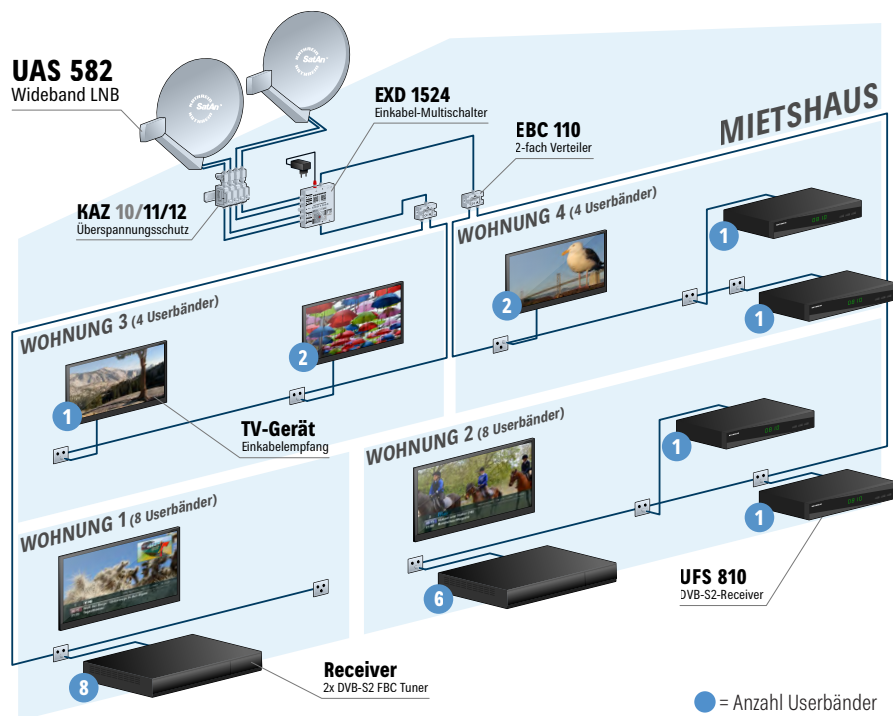 UAS 582
Wideband LNB
SatAn
SatAn
EXD 1524
Einkabel-Multischalter
EBC 110
2-fach Verteiler
MIETSHAUS
KAZ 10/11/12
Überspannungsschutz
WOHNUNG 4 (4 Userbänder)
1
2
1
WOHNUNG 3 (4 Userbänder)
2
1
TV-Gerät
Einkabelempfang
WOHNUNG 2 (8 Userbänder)
1
1
6
UFS 810
DVB-S2-Receiver
WOHNUNG 1 (8 Userbänder)
8
Receiver
2x DVB-S2 FBC Tuner
= Anzahl Userbänder